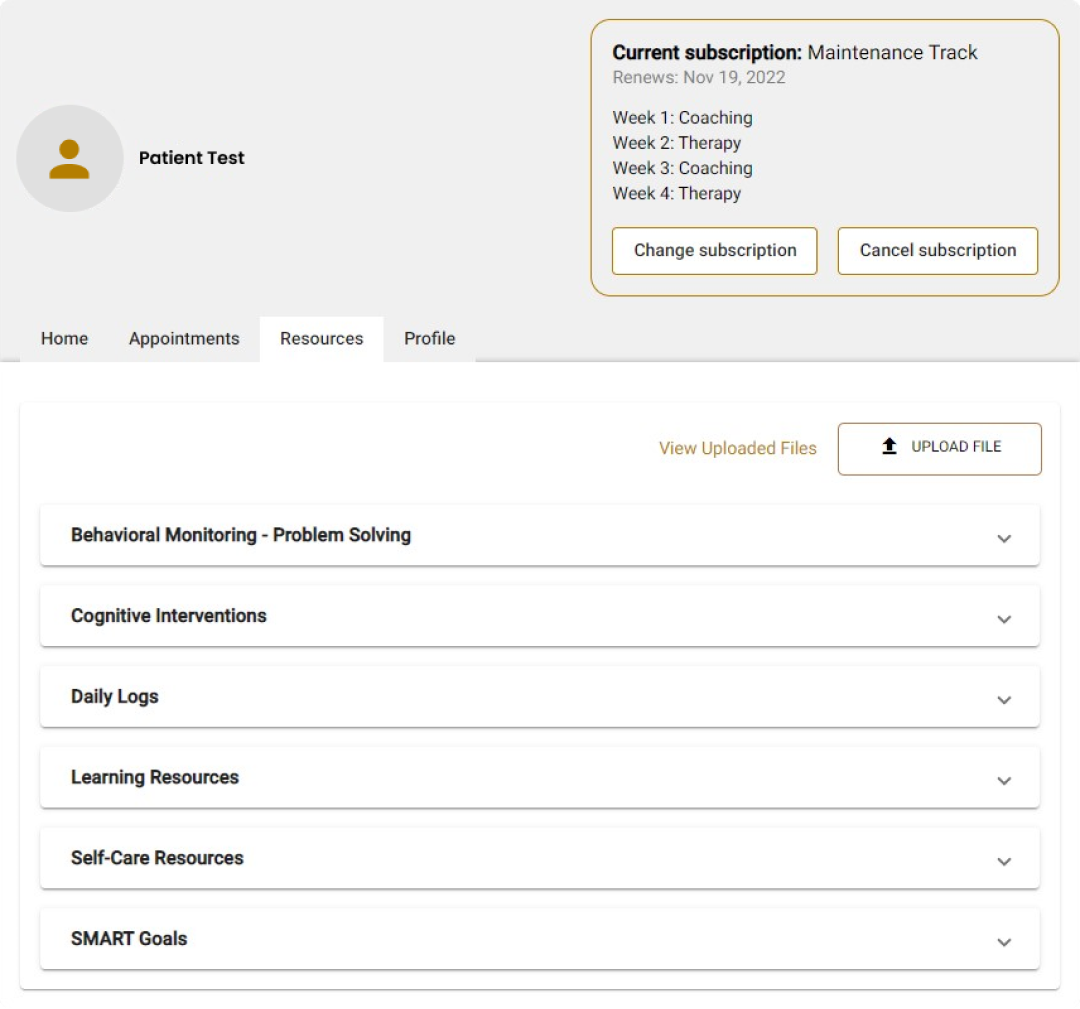 Current subscription: Maintenance Track
Renews: Nov 19, 2022
Week 1: Coaching
Week 2: Therapy
Week 3: Coaching
Week 4: Therapy
Change subscription
Cancel subscription
Patient Test
Home
Appointments
Resources
Profile
View Uploaded Files
UPLOAD FILE
Behavioral Monitoring - Problem Solving
Cognitive Interventions
Daily Logs
Learning Resources
Self-Care Resources
SMART Goals